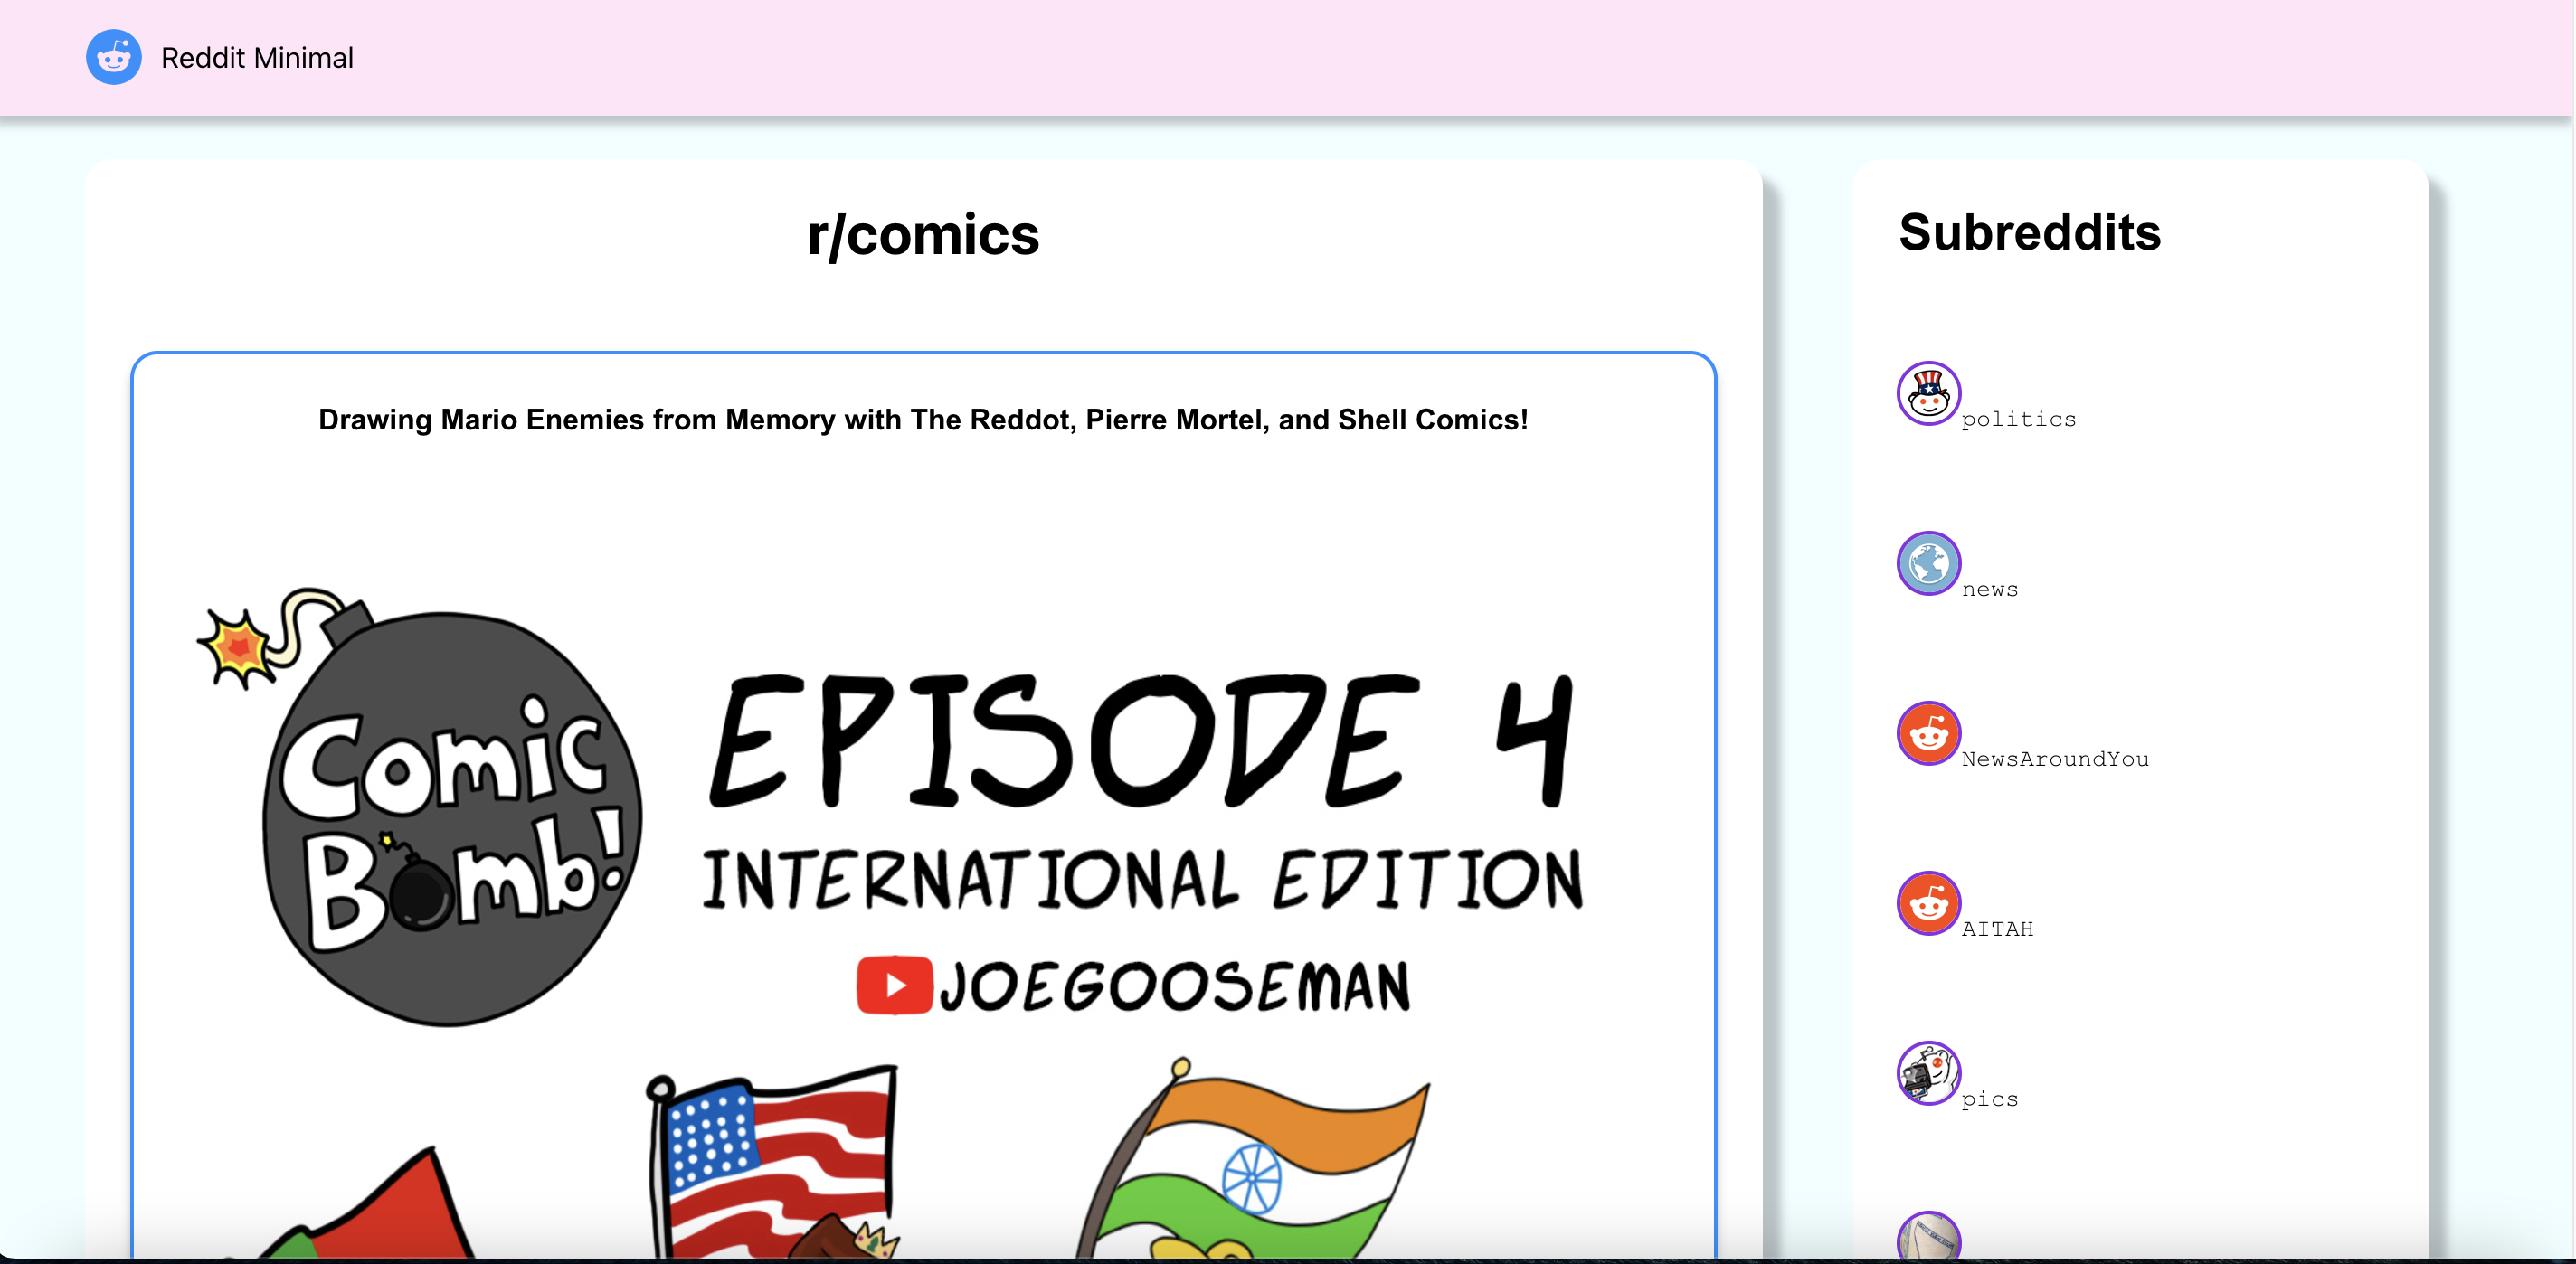 Reddit Minimal
r/comics
Drawing Mario Enemies from Memory with The Reddot, Pierre Mortel, and Shell Comics!
Comic
Bomb!
EPISODE 4
INTERNATIONAL EDITION
JOEGOOSEMAN
Subreddits
politics
news
NewsAroundYou
AITAH
pics